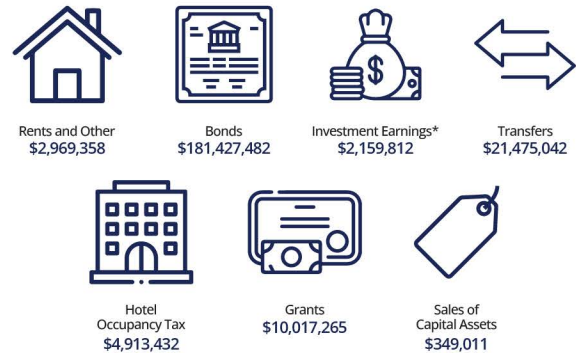 Rents and Other
$2,969,358
Bonds
$181,427,482
Investment Earnings*
$2,159,812
Transfers
$21,475,042
$
Hotel
Occupancy Tax
$4,913,432
Grants
$10,017,265
Sales of
Capital Assets
$349,011